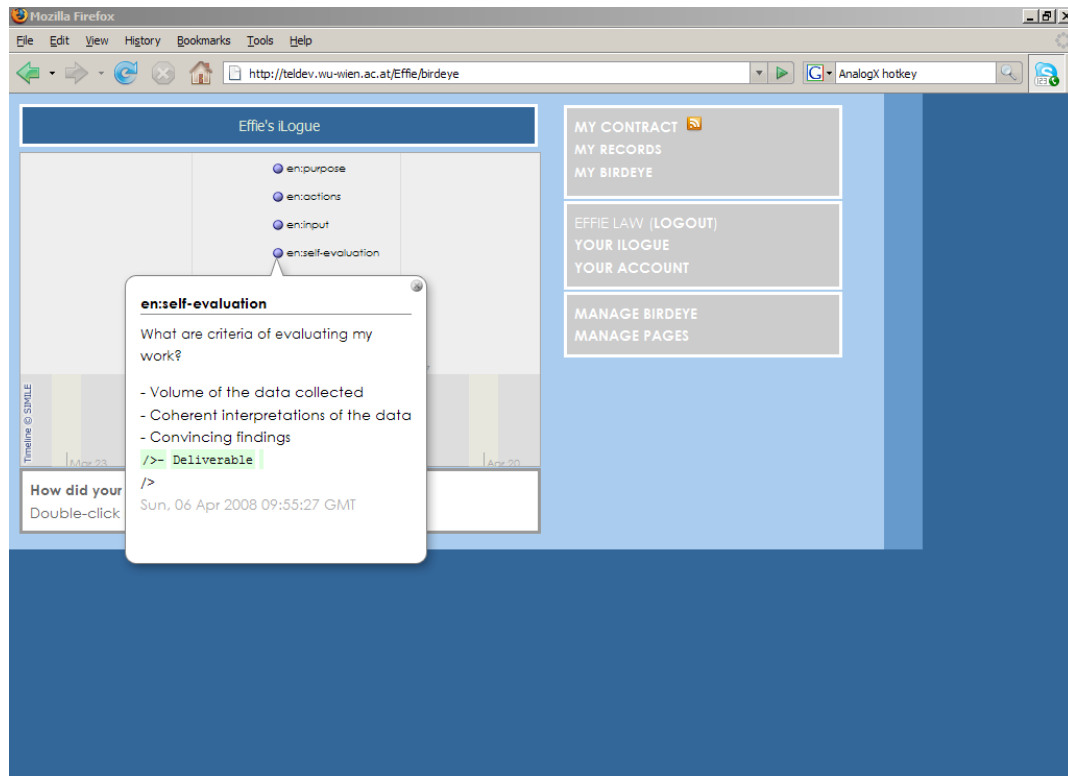 Mozilla Firefox
File Edit View History Bookmarks Tools Help
http://teldev.wu-wien.ac.at/Effie/birdeye
G AnalogX hotkey
123
Effie's iLogue
en:purpose
en:actions
en:input
en:self-evaluation
en:self-evaluation
What are criteria of evaluating my
work?
- Volume of the data collected
- Coherent interpretations of the data
- Convincing findings
/>- Deliverable
/>
Sun, 06 Apr 2008 09:55:27 GMT
Timeline © SIMILE
Mar 23
Apr 20
How did your
Double-click
MY CONTRACT
MY RECORDS
MY BIRDEYE
EFFIE LAW (LOGOUT)
YOUR ILOGUE
YOUR ACCOUNT
MANAGE BIRDEYE
MANAGE PAGES